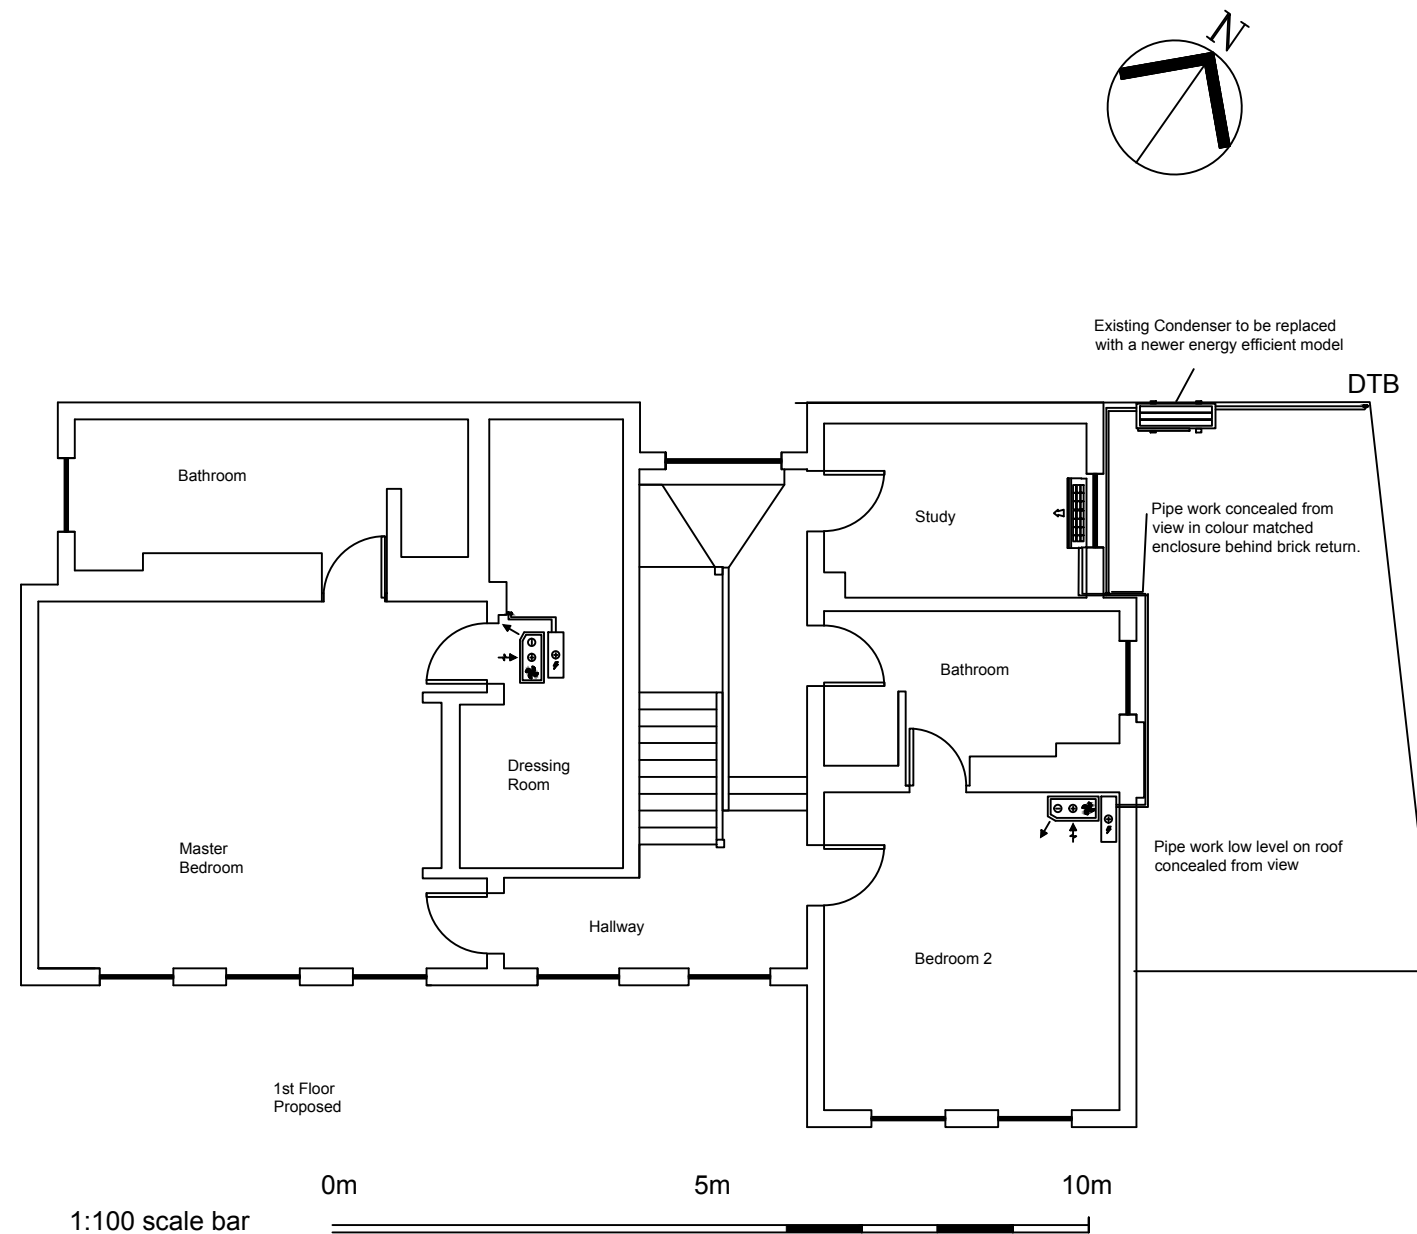 N
Existing Condenser to be replaced
with a newer energy efficient model
DTB
Bathroom
Study
Pipe work concealed from
view in colour matched
enclosure behind brick return.
Bathroom
Dressing
Room
Master
Bedroom
Pipe work low level on roof
concealed from view
Hallway
Bedroom 2
1st Floor
Proposed
0m 5m 10m
1:100 scale bar